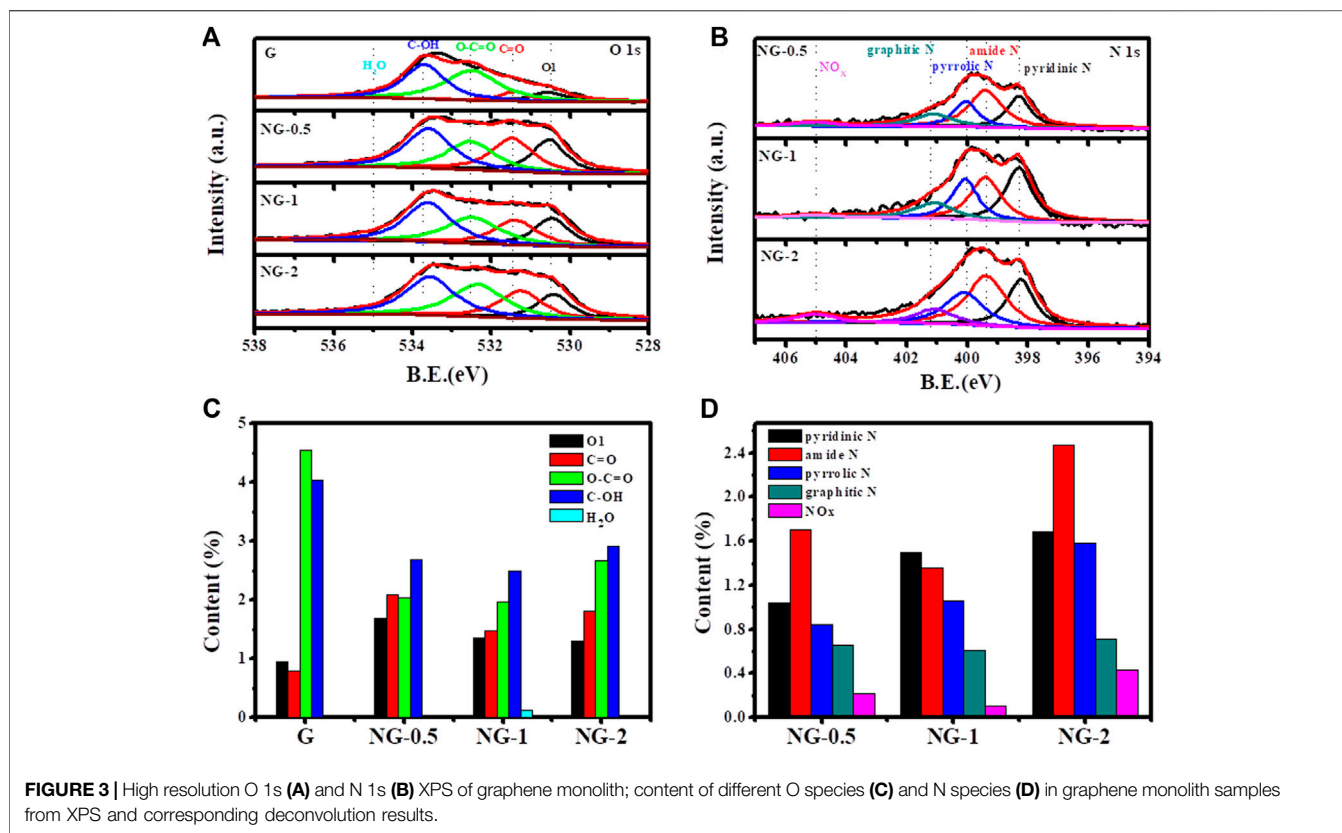 A
G
H₂O
C-OH
O-C=O
C=O
O1
O 1s
NG-0.5
NG-1
NG-2
Intensity (a.u.)
538 536 534 532 530 528
B.E.(eV)
B
NG-0.5
NOx
graphitic N
pyrrolic N
amide N
pyridinic N
N 1s
NG-1
NG-2
Intensity (a.u.)
406 404 402 400 398 396 394
B.E.(eV)
C
5
4
3
2
1
0
Content (%)
O1
C=O
O-C=O
C-OH
H₂O
G NG-0.5 NG-1 NG-2
D
2.4
2.0
1.6
1.2
0.8
0.4
0.0
Content (%)
pyridinic N
amide N
pyrrolic N
graphitic N
NOx
NG-0.5 NG-1 NG-2
FIGURE 3 | High resolution O 1s (A) and N 1s (B) XPS of graphene monolith; content of different O species (C) and N species (D) in graphene monolith samples
from XPS and corresponding deconvolution results.